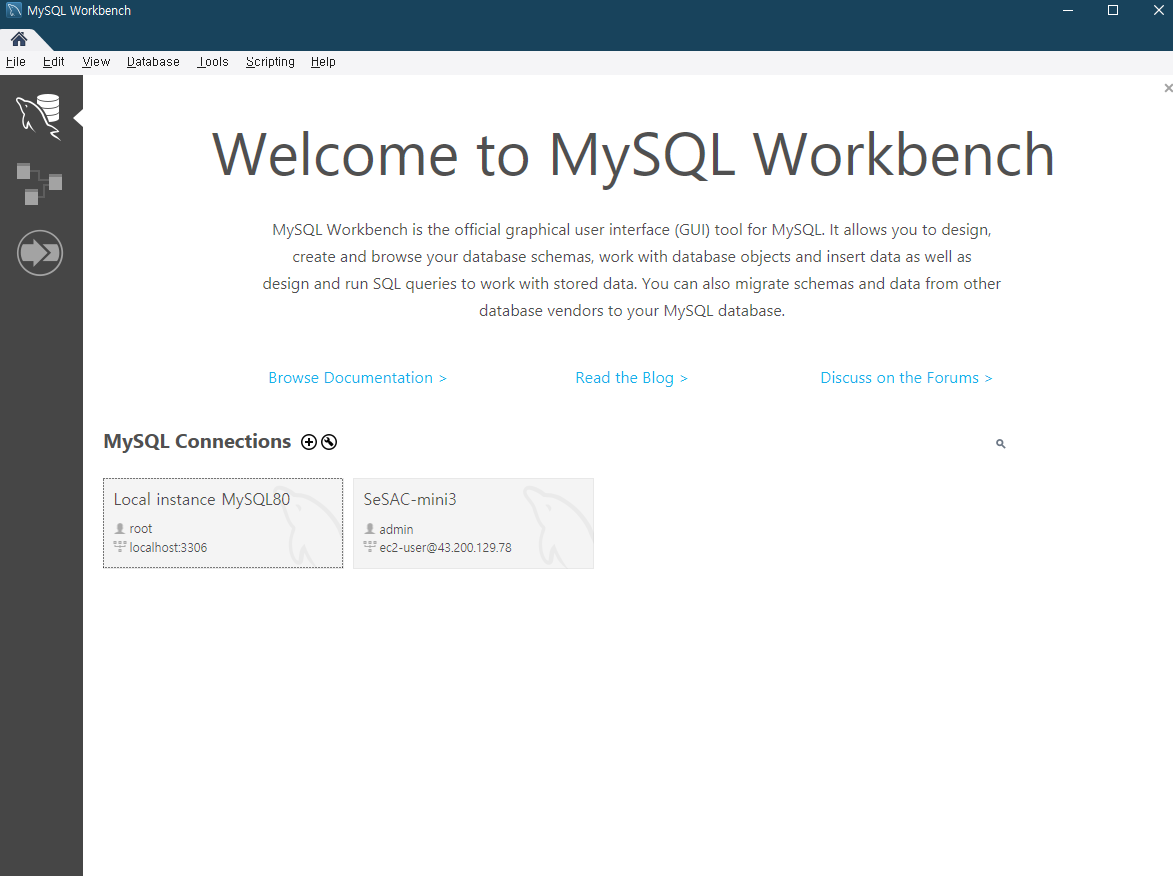 MySQL Workbench
File Edit View Database Tools Scripting Help
Welcome to MySQL Workbench
MySQL Workbench is the official graphical user interface (GUI) tool for MySQL. It allows you to design,
create and browse your database schemas, work with database objects and insert data as well as
design and run SQL queries to work with stored data. You can also migrate schemas and data from other
database vendors to your MySQL database.
Browse Documentation > Read the Blog > Discuss on the Forums >
MySQL Connections
Local instance MySQL80
root
localhost:3306
SeSAC-mini3
admin
ec2-user@43.200.129.78